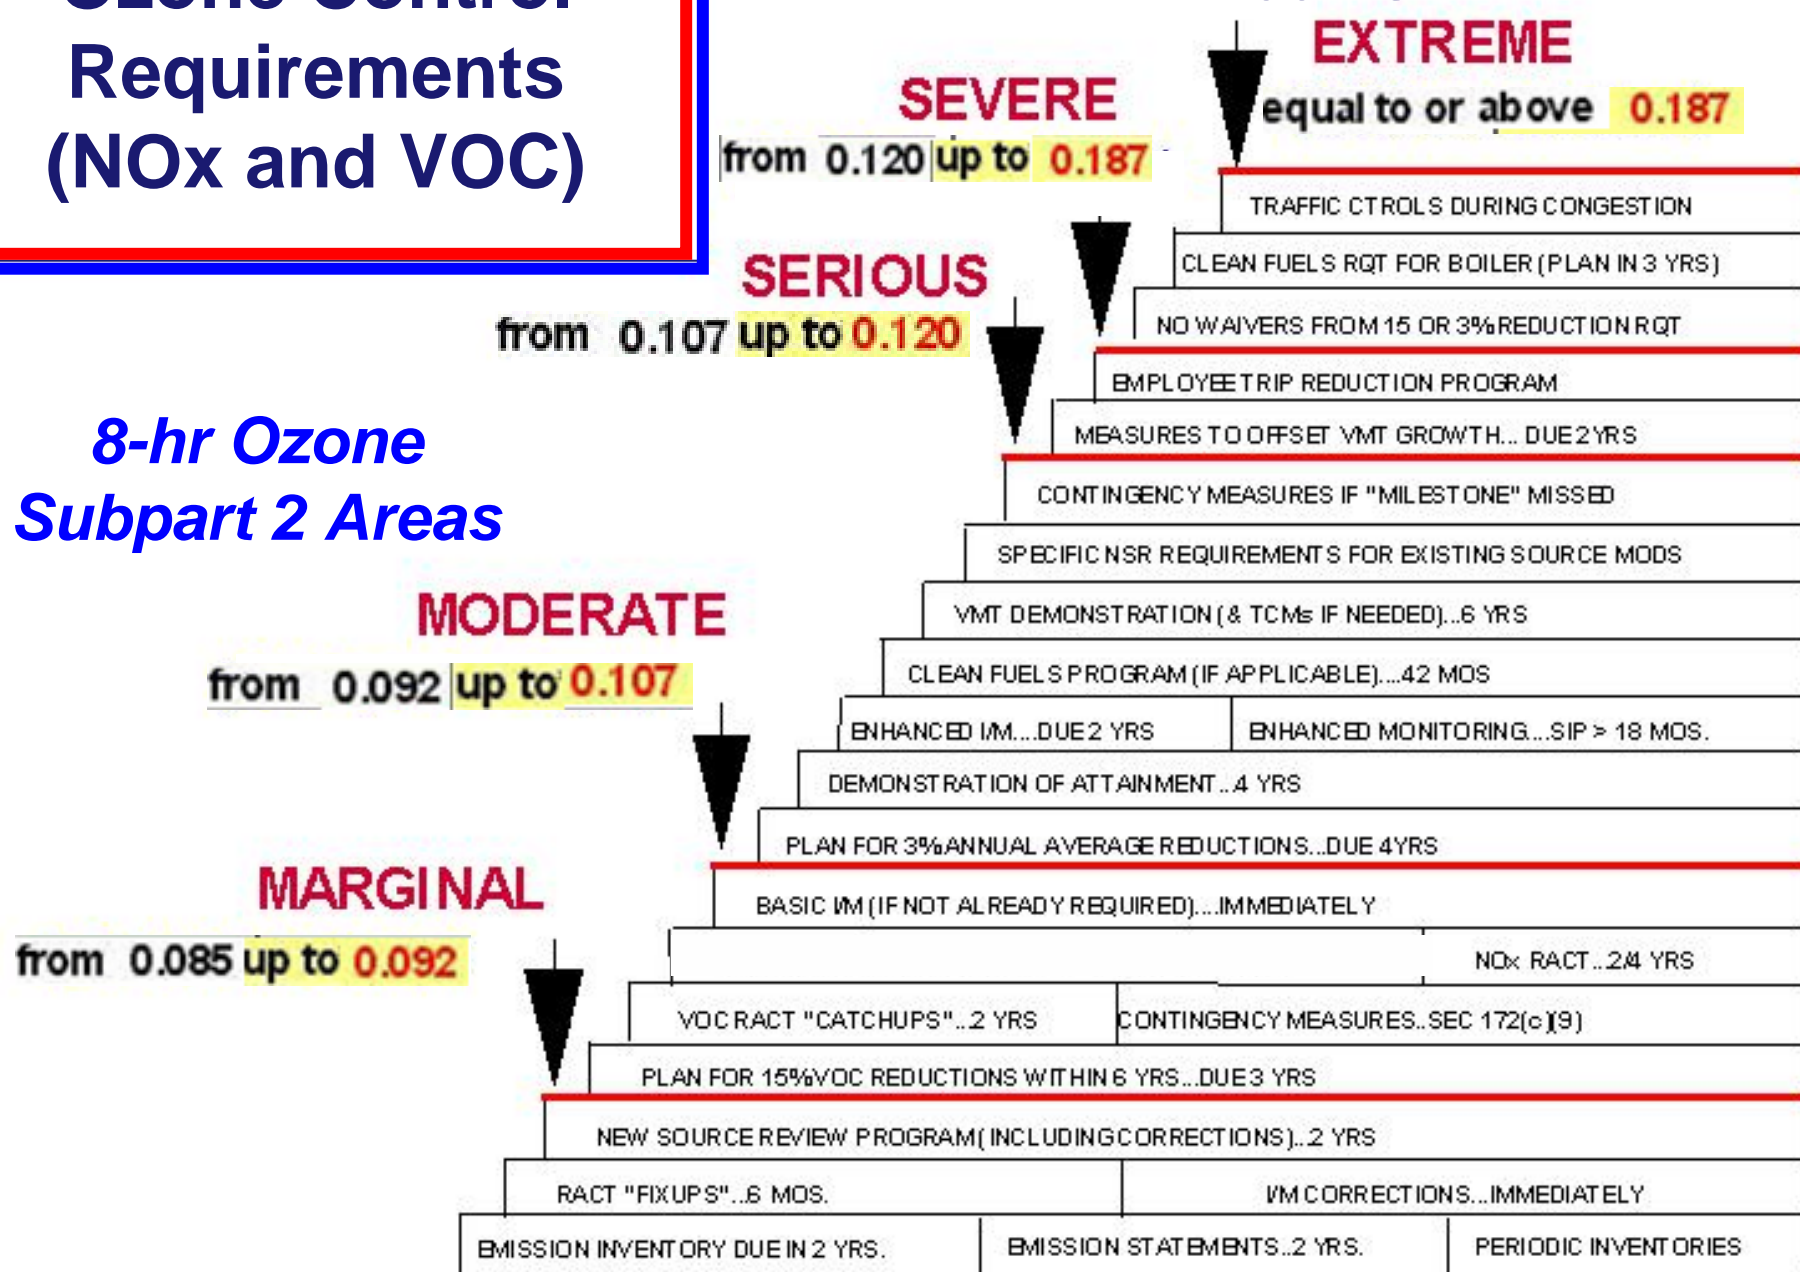 Requirements
(NOx and VOC)
EXTREME
equal to or above 0.187
SEVERE
from 0.120 up to 0.187
TRAFFIC CTROLS DURING CONGESTION
CLEAN FUELS RQT FOR BOILER (PLAN IN 3 YRS)
NO WAIVERS FROM 15 OR 3% REDUCTION RQT
SERIOUS
from 0.107 up to 0.120
EMPLOYEE TRIP REDUCTION PROGRAM
MEASURES TO OFFSET VMT GROWTH... DUE 2 YRS
8-hr Ozone
Subpart 2 Areas
CONTINGENCY MEASURES IF "MILESTONE" MISSED
SPECIFIC NSR REQUIREMENTS FOR EXISTING SOURCE MODS
VMT DEMONSTRATION (& TCMs IF NEEDED)...6 YRS
CLEAN FUELS PROGRAM (IF APPLICABLE)....42 MOS
ENHANCED I/M....DUE 2 YRS ENHANCED MONITORING....SIP > 18 MOS.
DEMONSTRATION OF ATTAINMENT...4 YRS
PLAN FOR 3% ANNUAL AVERAGE REDUCTIONS...DUE 4YRS
MODERATE
from 0.092 up to 0.107
BASIC I/M (IF NOT ALREADY REQUIRED)....IMMEDIATELY
NOx RACT...2/4 YRS
VOC RACT "CATCHUPS"...2 YRS CONTINGENCY MEASURES..SEC 172(c)(9)
PLAN FOR 15% VOC REDUCTIONS WITHIN 6 YRS...DUE 3 YRS
MARGINAL
from 0.085 up to 0.092
NEW SOURCE REVIEW PROGRAM (INCLUDING CORRECTIONS)...2 YRS
RACT "FIXUPS"...6 MOS. I/M CORRECTIONS...IMMEDIATELY
EMISSION INVENTORY DUE IN 2 YRS. EMISSION STATEMENTS..2 YRS. PERIODIC INVENTORIES